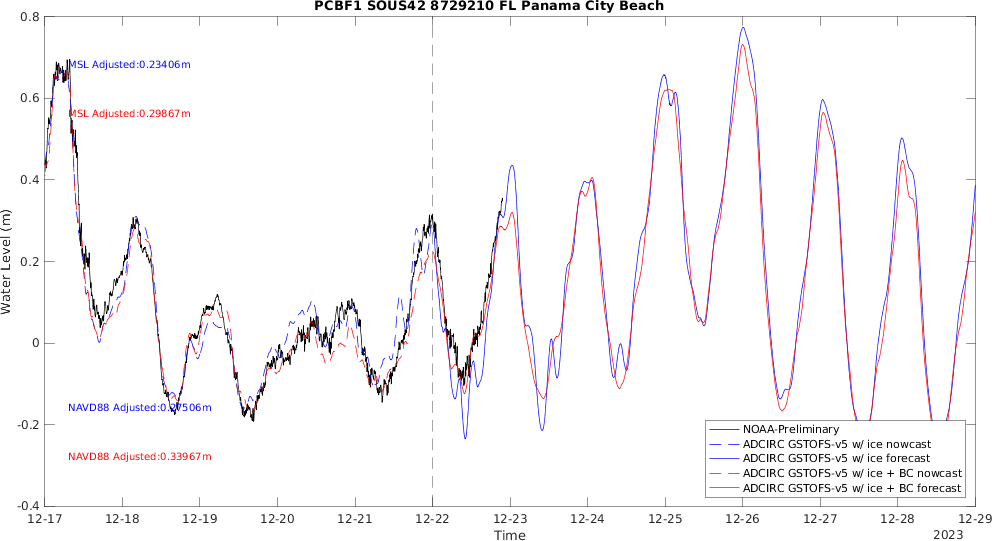 PCBF1 SOUS42 8729210 FL Panama City Beach
0.8
0.6
0.4
0.2
0
-0.2
-0.4
Water Level (m)
MSL Adjusted:0.23406m
MSL Adjusted:0.29867m
NAVD88 Adjusted:0.27506m
NAVD88 Adjusted:0.33967m
NOAA-Preliminary
ADCIRC GSTOFS-v5 w/ ice nowcast
ADCIRC GSTOFS-v5 w/ ice forecast
ADCIRC GSTOFS-v5 w/ ice + BC nowcast
ADCIRC GSTOFS-v5 w/ ice + BC forecast
12-17 12-18 12-19 12-20 12-21 12-22 12-23 12-24 12-25 12-26 12-27 12-28 12-29
Time
2023